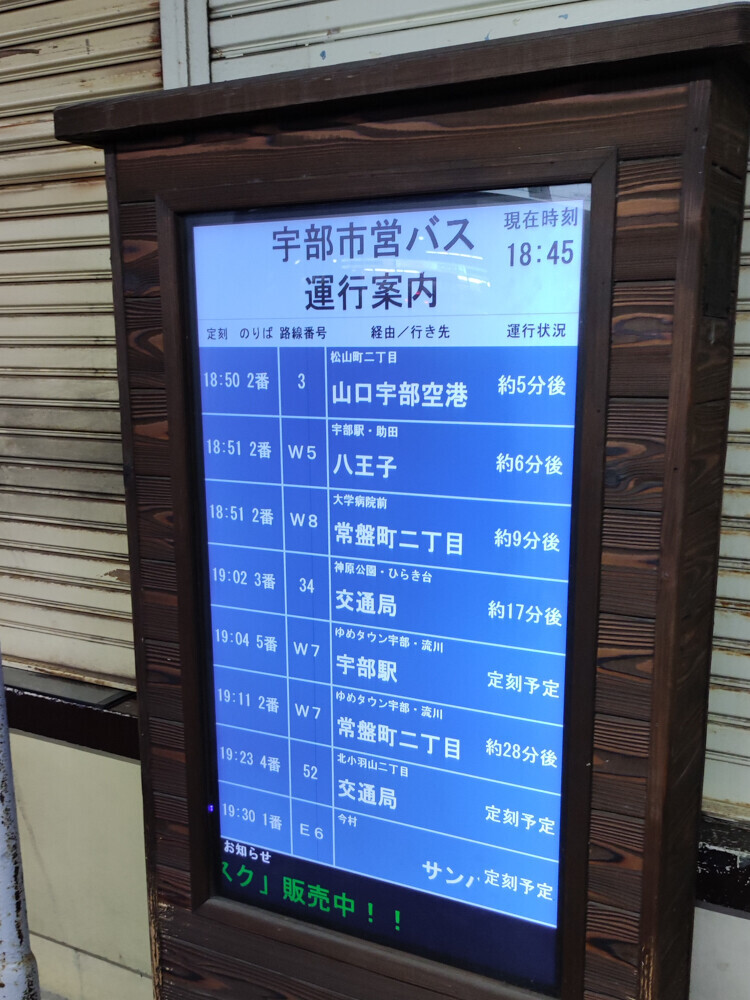 宇部市営バス
現在時刻
18:45
運行案内
定刻 のりば 路線番号 経由／行き先 運行状況
松山町二丁目
18:50 2番 3 山口宇部空港 約5分後
宇部駅・助田
18:51 2番 W5 八王子 約6分後
大学病院前
18:51 2番 W8 常盤町二丁目 約9分後
神原公園・ひらき台
19:02 3番 34 交通局 約17分後
ゆめタウン宇部・流川
19:04 5番 W7 宇部駅 定刻予定
ゆめタウン宇部・流川
19:11 2番 W7 常盤町二丁目 約28分後
北小羽山二丁目
19:23 4番 52 交通局 定刻予定
今村
19:30 1番 E6 サンパ 定刻予定
お知らせ
スク」販売中！！